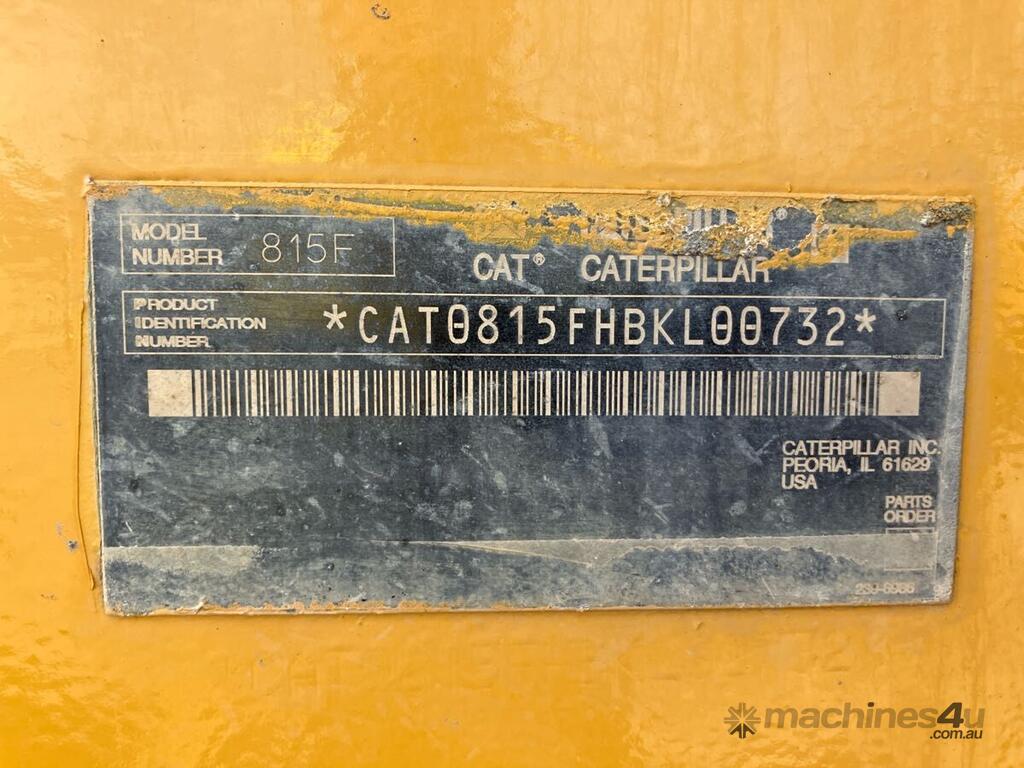 MODEL
NUMBER 815F
CAT® CATERPILLAR
PRODUCT
IDENTIFICATION
NUMBER *CAT0815FHBKL00732*
CATERPILLAR INC.
PEORIA, IL 61629
USA
PARTS
ORDER
machines4u
.com.au